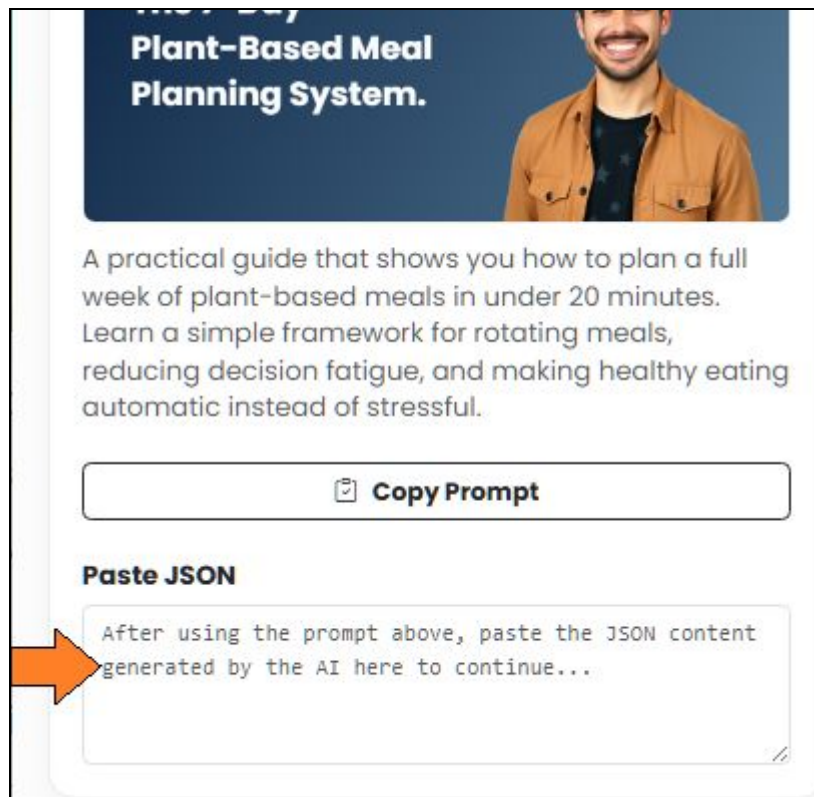 The 7-Day
Plant-Based Meal
Planning System.
A practical guide that shows you how to plan a full
week of plant-based meals in under 20 minutes.
Learn a simple framework for rotating meals,
reducing decision fatigue, and making healthy eating
automatic instead of stressful.
Copy Prompt
Paste JSON
After using the prompt above, paste the JSON content
generated by the AI here to continue...